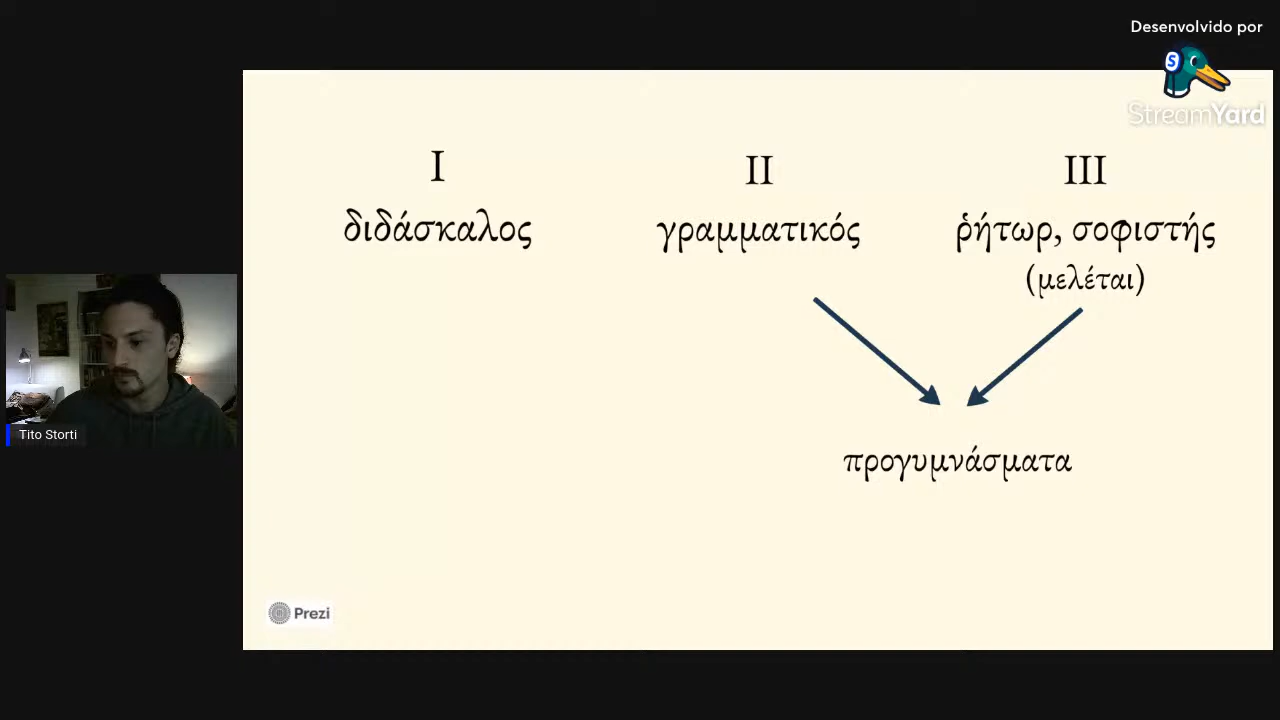 Desenvolvido por
StreamYard
I
διδάσκαλος
II
γραμματικός
III
ῥήτωρ, σοφιστής
(μελέται)
προγυμνάσματα
Tito Storti
Prezi